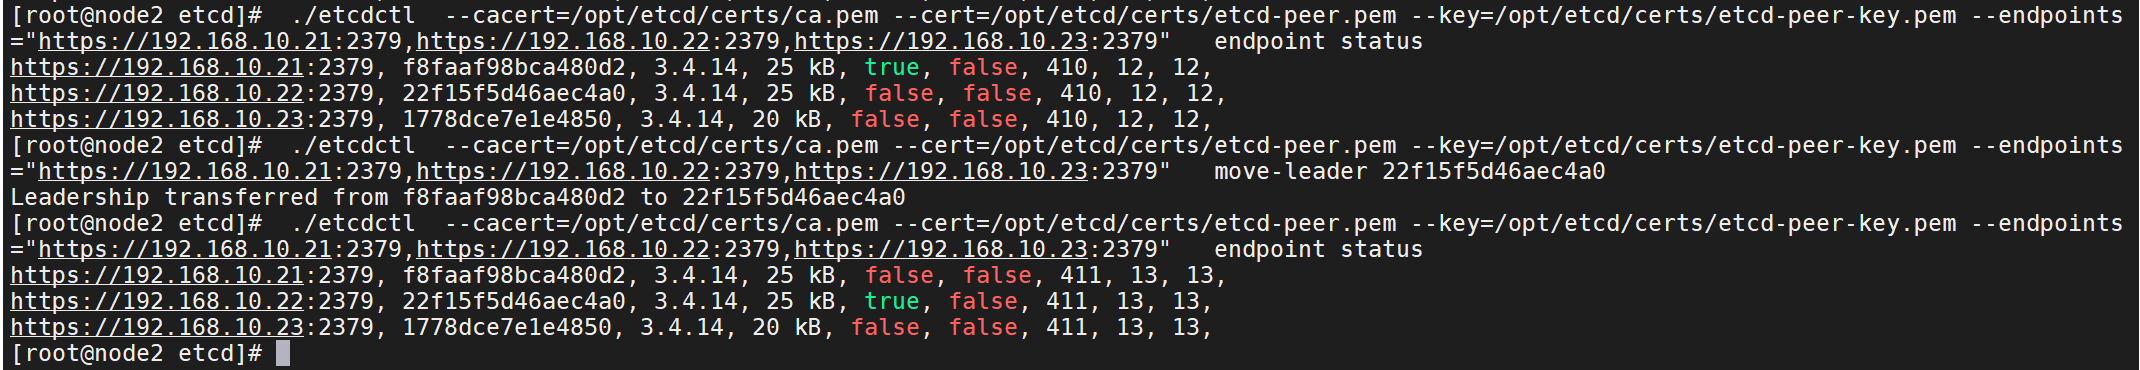 [root@node2 etcd]#  ./etcdctl  --cacert=/opt/etcd/certs/ca.pem --cert=/opt/etcd/certs/etcd-peer.pem --key=/opt/etcd/certs/etcd-peer-key.pem --endpoints
="https://192.168.10.21:2379,https://192.168.10.22:2379,https://192.168.10.23:2379"   endpoint status
https://192.168.10.21:2379, f8faaf98bca480d2, 3.4.14, 25 kB, true, false, 410, 12, 12,
https://192.168.10.22:2379, 22f15f5d46aec4a0, 3.4.14, 25 kB, false, false, 410, 12, 12,
https://192.168.10.23:2379, 1778dce7e1e4850, 3.4.14, 20 kB, false, false, 410, 12, 12,
[root@node2 etcd]#  ./etcdctl  --cacert=/opt/etcd/certs/ca.pem --cert=/opt/etcd/certs/etcd-peer.pem --key=/opt/etcd/certs/etcd-peer-key.pem --endpoints
="https://192.168.10.21:2379,https://192.168.10.22:2379,https://192.168.10.23:2379"   move-leader 22f15f5d46aec4a0
Leadership transferred from f8faaf98bca480d2 to 22f15f5d46aec4a0
[root@node2 etcd]#  ./etcdctl  --cacert=/opt/etcd/certs/ca.pem --cert=/opt/etcd/certs/etcd-peer.pem --key=/opt/etcd/certs/etcd-peer-key.pem --endpoints
="https://192.168.10.21:2379,https://192.168.10.22:2379,https://192.168.10.23:2379"   endpoint status
https://192.168.10.21:2379, f8faaf98bca480d2, 3.4.14, 25 kB, false, false, 411, 13, 13,
https://192.168.10.22:2379, 22f15f5d46aec4a0, 3.4.14, 25 kB, true, false, 411, 13, 13,
https://192.168.10.23:2379, 1778dce7e1e4850, 3.4.14, 20 kB, false, false, 411, 13, 13,
[root@node2 etcd]#